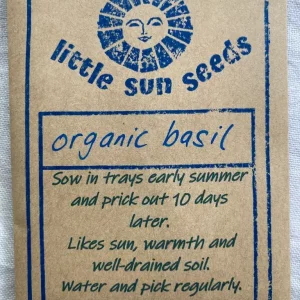 little sun seeds
organic basil
Sow in trays early summer
and prick out 10 days
later.
Likes sun, warmth and
well-drained soil.
Water and pick regularly.